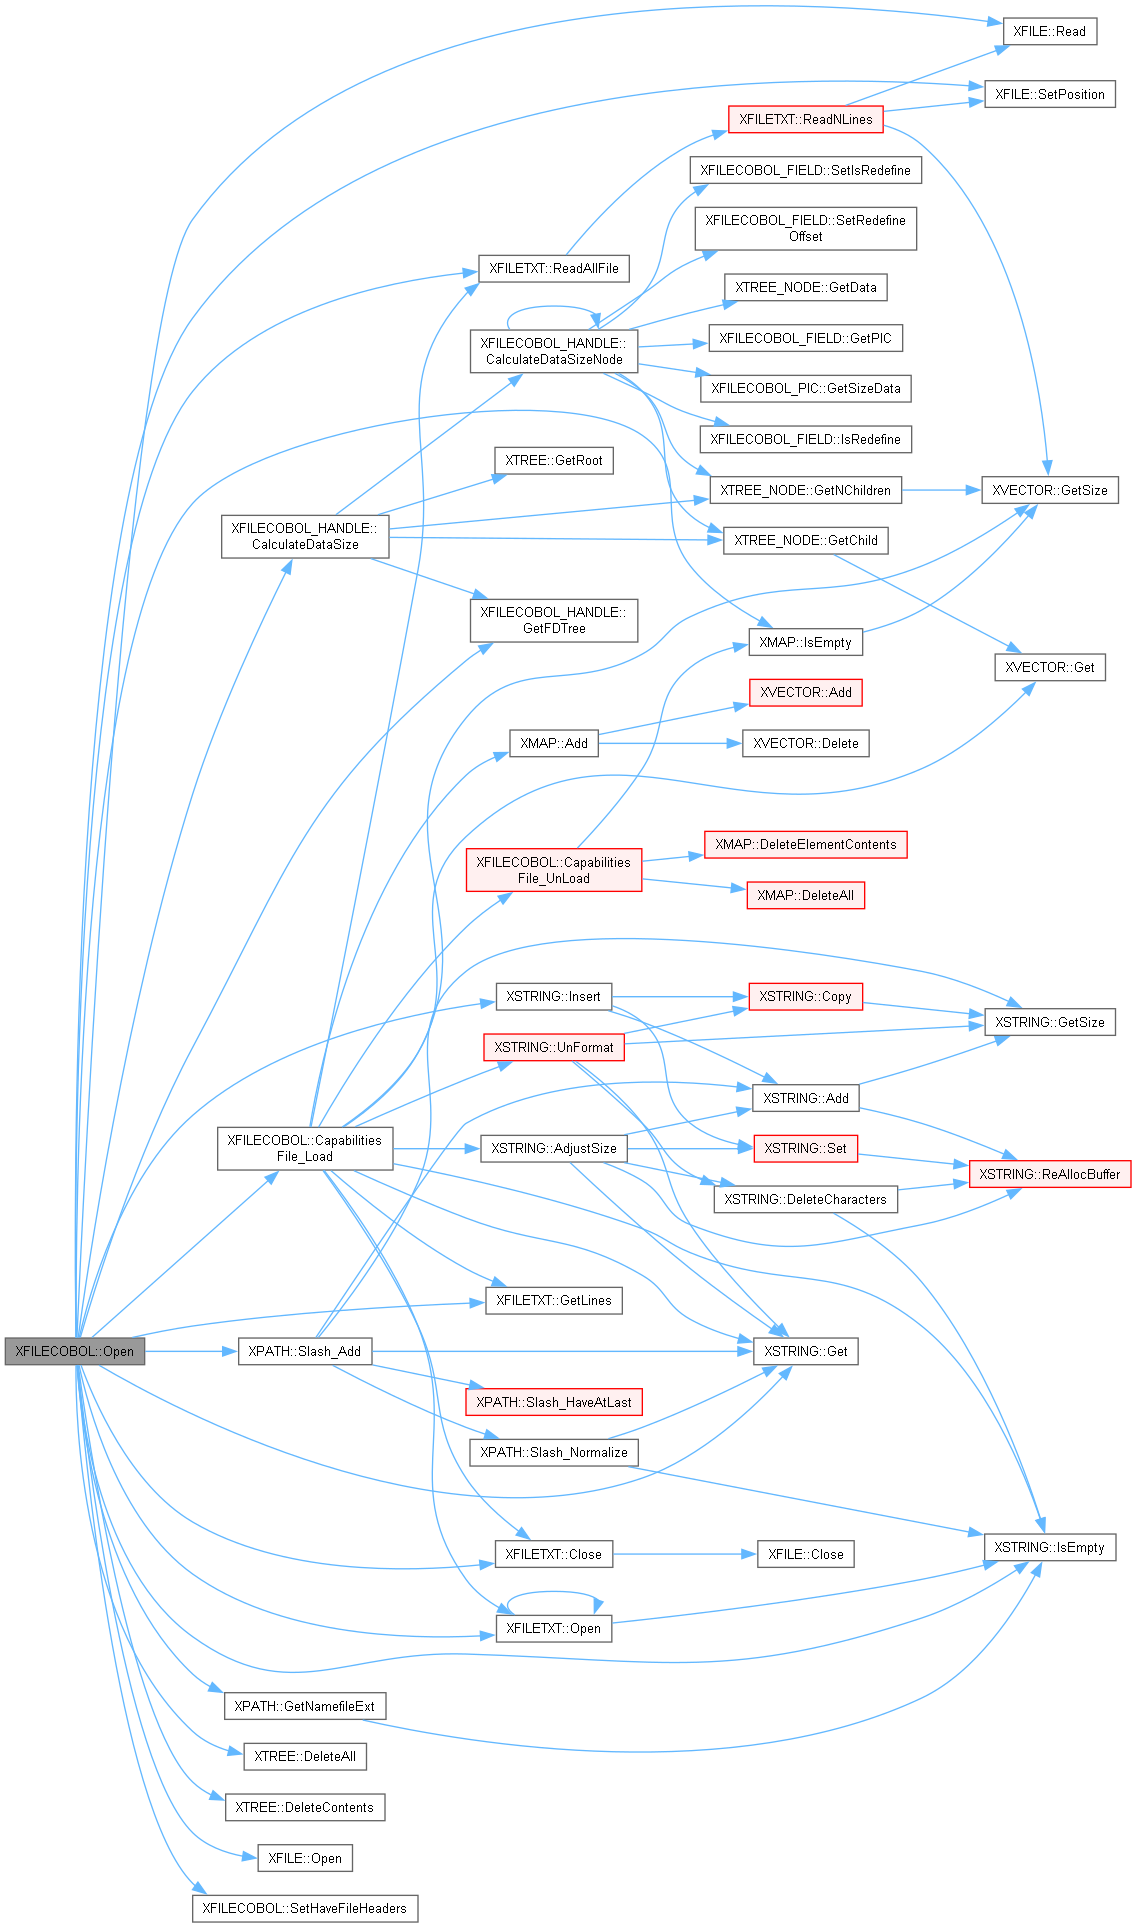 XFILE::Read
XFILE::SetPosition
XFILETXT::ReadNLines
XFILECOBOL_FIELD::SetIsRedefine
XFILECOBOL_FIELD::SetRedefine
Offset
XFILETXT::ReadAllFile
XTREE_NODE::GetData
XFILECOBOL_HANDLE::
CalculateDataSizeNode
XFILECOBOL_FIELD::GetPIC
XFILECOBOL_PIC::GetSizeData
XFILECOBOL_FIELD::IsRedefine
XTREE::GetRoot
XTREE_NODE::GetNChildren
XVECTOR::GetSize
XFILECOBOL_HANDLE::
CalculateDataSize
XTREE_NODE::GetChild
XFILECOBOL_HANDLE::
GetFDTree
XMAP::IsEmpty
XVECTOR::Get
XVECTOR::Add
XMAP::Add
XVECTOR::Delete
XFILECOBOL::Capabilities
File_UnLoad
XMAP::DeleteElementContents
XMAP::DeleteAll
XSTRING::Insert
XSTRING::Copy
XSTRING::GetSize
XSTRING::UnFormat
XSTRING::Add
XFILECOBOL::Capabilities
File_Load
XSTRING::AdjustSize
XSTRING::Set
XSTRING::ReAllocBuffer
XSTRING::DeleteCharacters
XFILETXT::GetLines
XFILECOBOL::Open
XPATH::Slash_Add
XSTRING::Get
XPATH::Slash_HaveAtLast
XPATH::Slash_Normalize
XFILETXT::Close
XFILE::Close
XSTRING::IsEmpty
XFILETXT::Open
XPATH::GetNamefileExt
XTREE::DeleteAll
XTREE::DeleteContents
XFILE::Open
XFILECOBOL::SetHaveFileHeaders